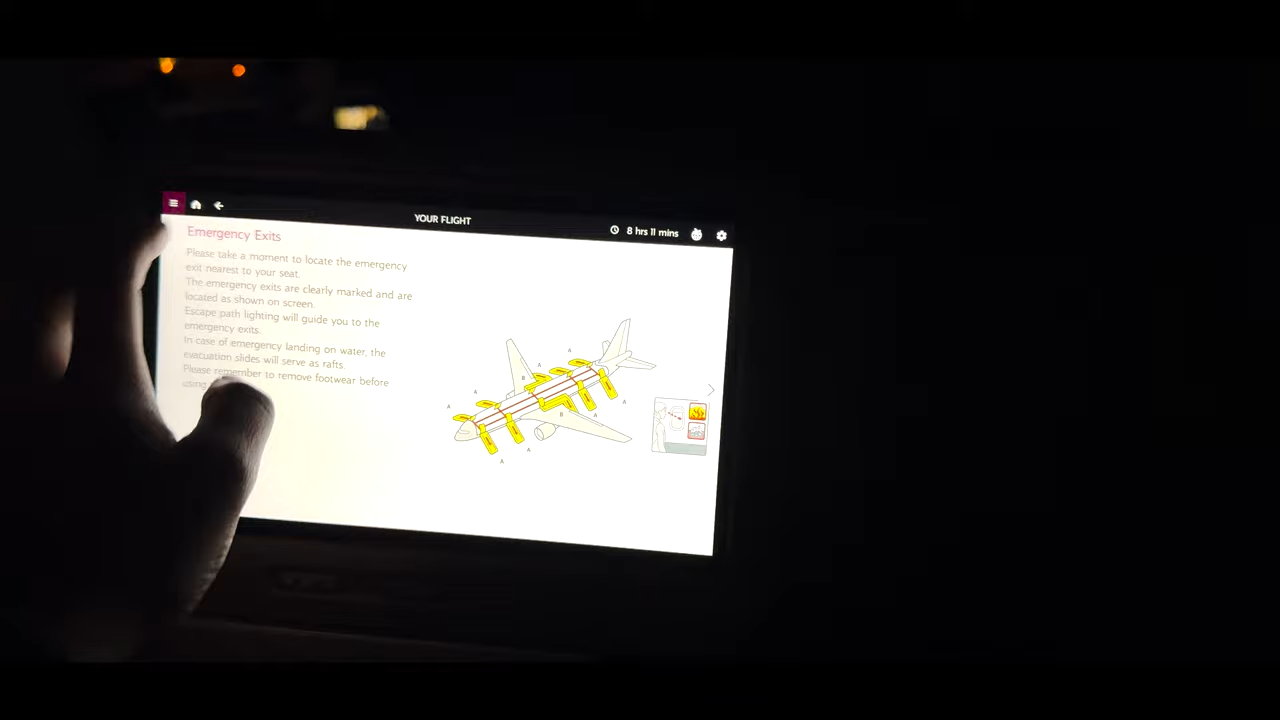 YOUR FLIGHT
8 hrs 11 mins
Emergency Exits
Please take a moment to locate the emergency
exit nearest to your seat.
The emergency exits are clearly marked and are
located as shown on screen.
Escape path lighting will guide you to the
emergency exits.
In case of emergency landing on water, the
evacuation slides will serve as rafts.
Please remember to remove footwear before
using
A
A
B
A
A
A
A
B
A
A
A